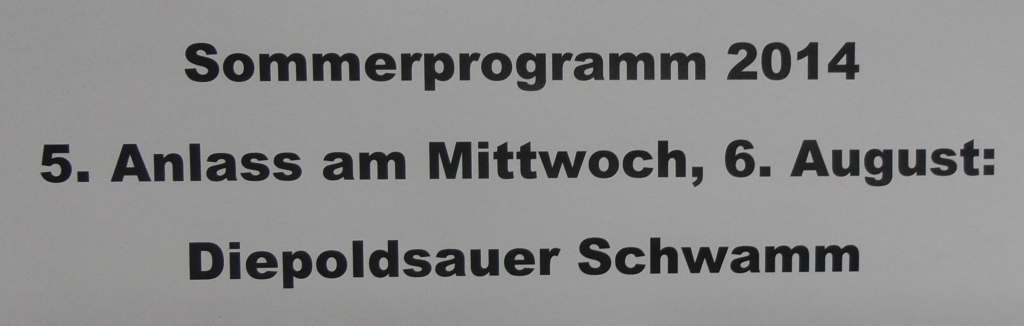 Sommerprogramm 2014
5. Anlass am Mittwoch, 6. August:
Diepoldsauer Schwamm